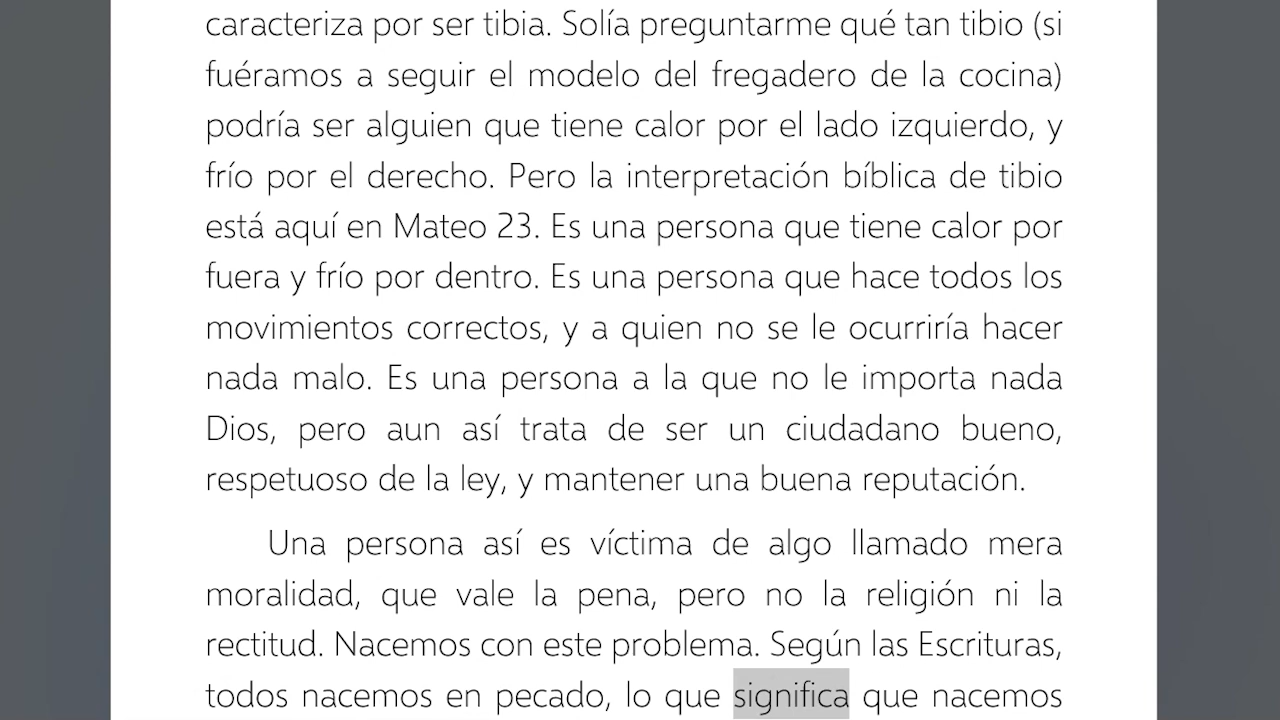 caracteriza por ser tibia. Solía preguntarme qué tan tibio (si
fuéramos a seguir el modelo del fregadero de la cocina)
podría ser alguien que tiene calor por el lado izquierdo, y
frío por el derecho. Pero la interpretación bíblica de tibio
está aquí en Mateo 23. Es una persona que tiene calor por
fuera y frío por dentro. Es una persona que hace todos los
movimientos correctos, y a quien no se le ocurriría hacer
nada malo. Es una persona a la que no le importa nada
Dios, pero aun así trata de ser un ciudadano bueno,
respetuoso de la ley, y mantener una buena reputación.
Una persona así es víctima de algo llamado mera
moralidad, que vale la pena, pero no la religión ni la
rectitud. Nacemos con este problema. Según las Escrituras,
todos nacemos en pecado, lo que significa que nacemos